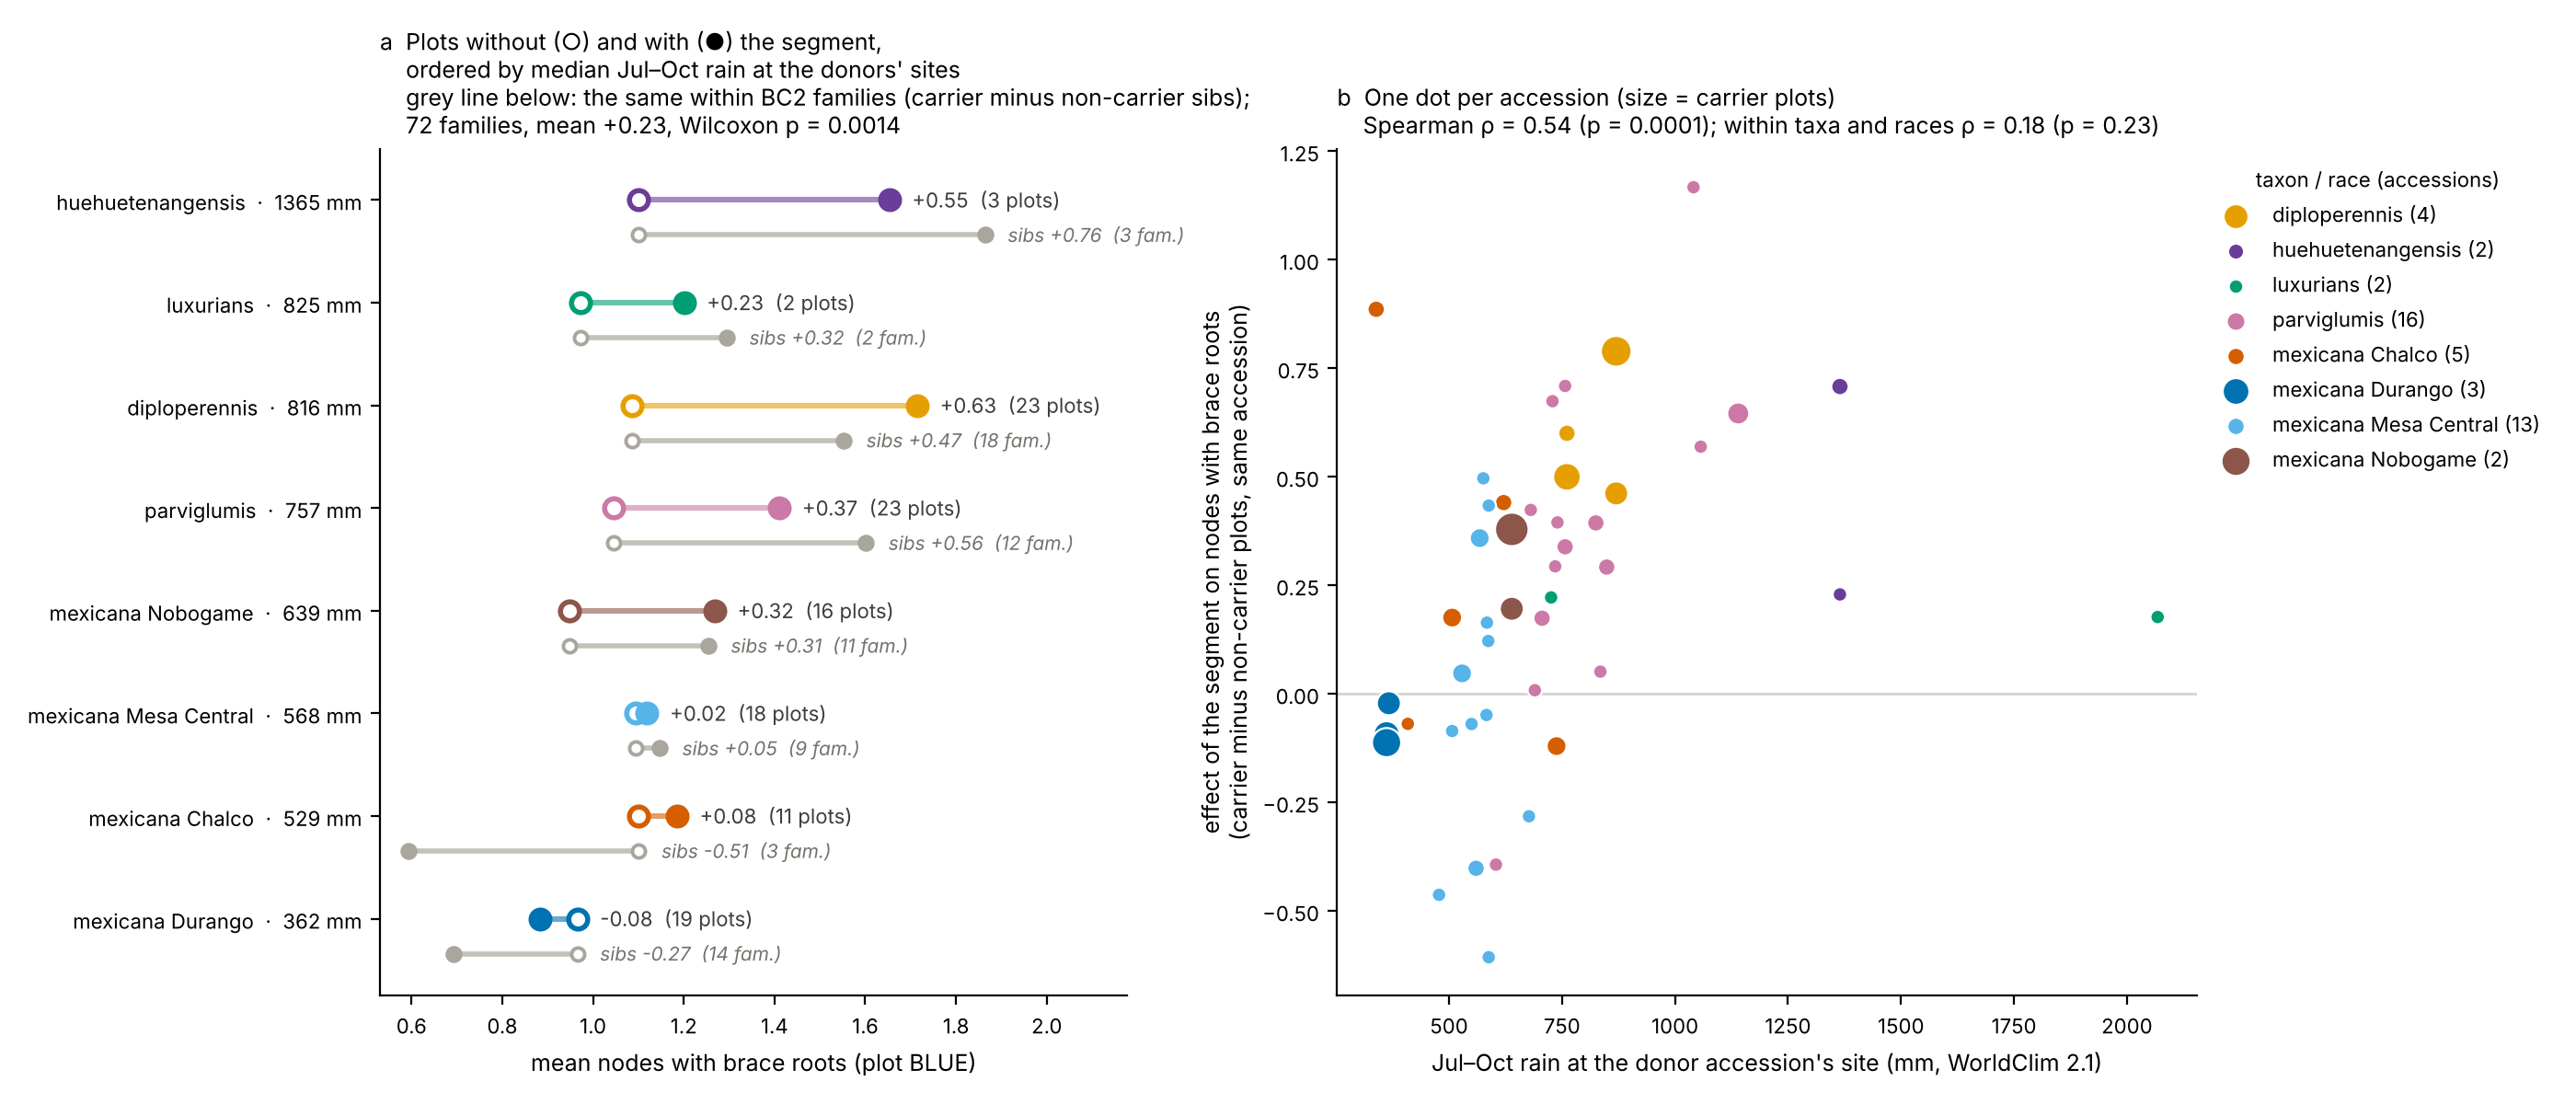 a Plots without (○) and with (●) the segment,
ordered by median Jul–Oct rain at the donors' sites
grey line below: the same within BC2 families (carrier minus non-carrier sibs);
72 families, mean +0.23, Wilcoxon p = 0.0014
huehuetenangensis · 1365 mm
+0.55 (3 plots)
sibs +0.76 (3 fam.)
luxurians · 825 mm
+0.23 (2 plots)
sibs +0.32 (2 fam.)
diploperennis · 816 mm
+0.63 (23 plots)
sibs +0.47 (18 fam.)
parviglumis · 757 mm
+0.37 (23 plots)
sibs +0.56 (12 fam.)
mexicana Nobogame · 639 mm
+0.32 (16 plots)
sibs +0.31 (11 fam.)
mexicana Mesa Central · 568 mm
+0.02 (18 plots)
sibs +0.05 (9 fam.)
mexicana Chalco · 529 mm
+0.08 (11 plots)
sibs -0.51 (3 fam.)
mexicana Durango · 362 mm
-0.08 (19 plots)
sibs -0.27 (14 fam.)
0.6 0.8 1.0 1.2 1.4 1.6 1.8 2.0
mean nodes with brace roots (plot BLUE)
b One dot per accession (size = carrier plots)
Spearman ρ = 0.54 (p = 0.0001); within taxa and races ρ = 0.18 (p = 0.23)
effect of the segment on nodes with brace roots
(carrier minus non-carrier plots, same accession)
1.25
1.00
0.75
0.50
0.25
0.00
−0.25
−0.50
500 750 1000 1250 1500 1750 2000
Jul–Oct rain at the donor accession's site (mm, WorldClim 2.1)
taxon / race (accessions)
diploperennis (4)
huehuetenangensis (2)
luxurians (2)
parviglumis (16)
mexicana Chalco (5)
mexicana Durango (3)
mexicana Mesa Central (13)
mexicana Nobogame (2)